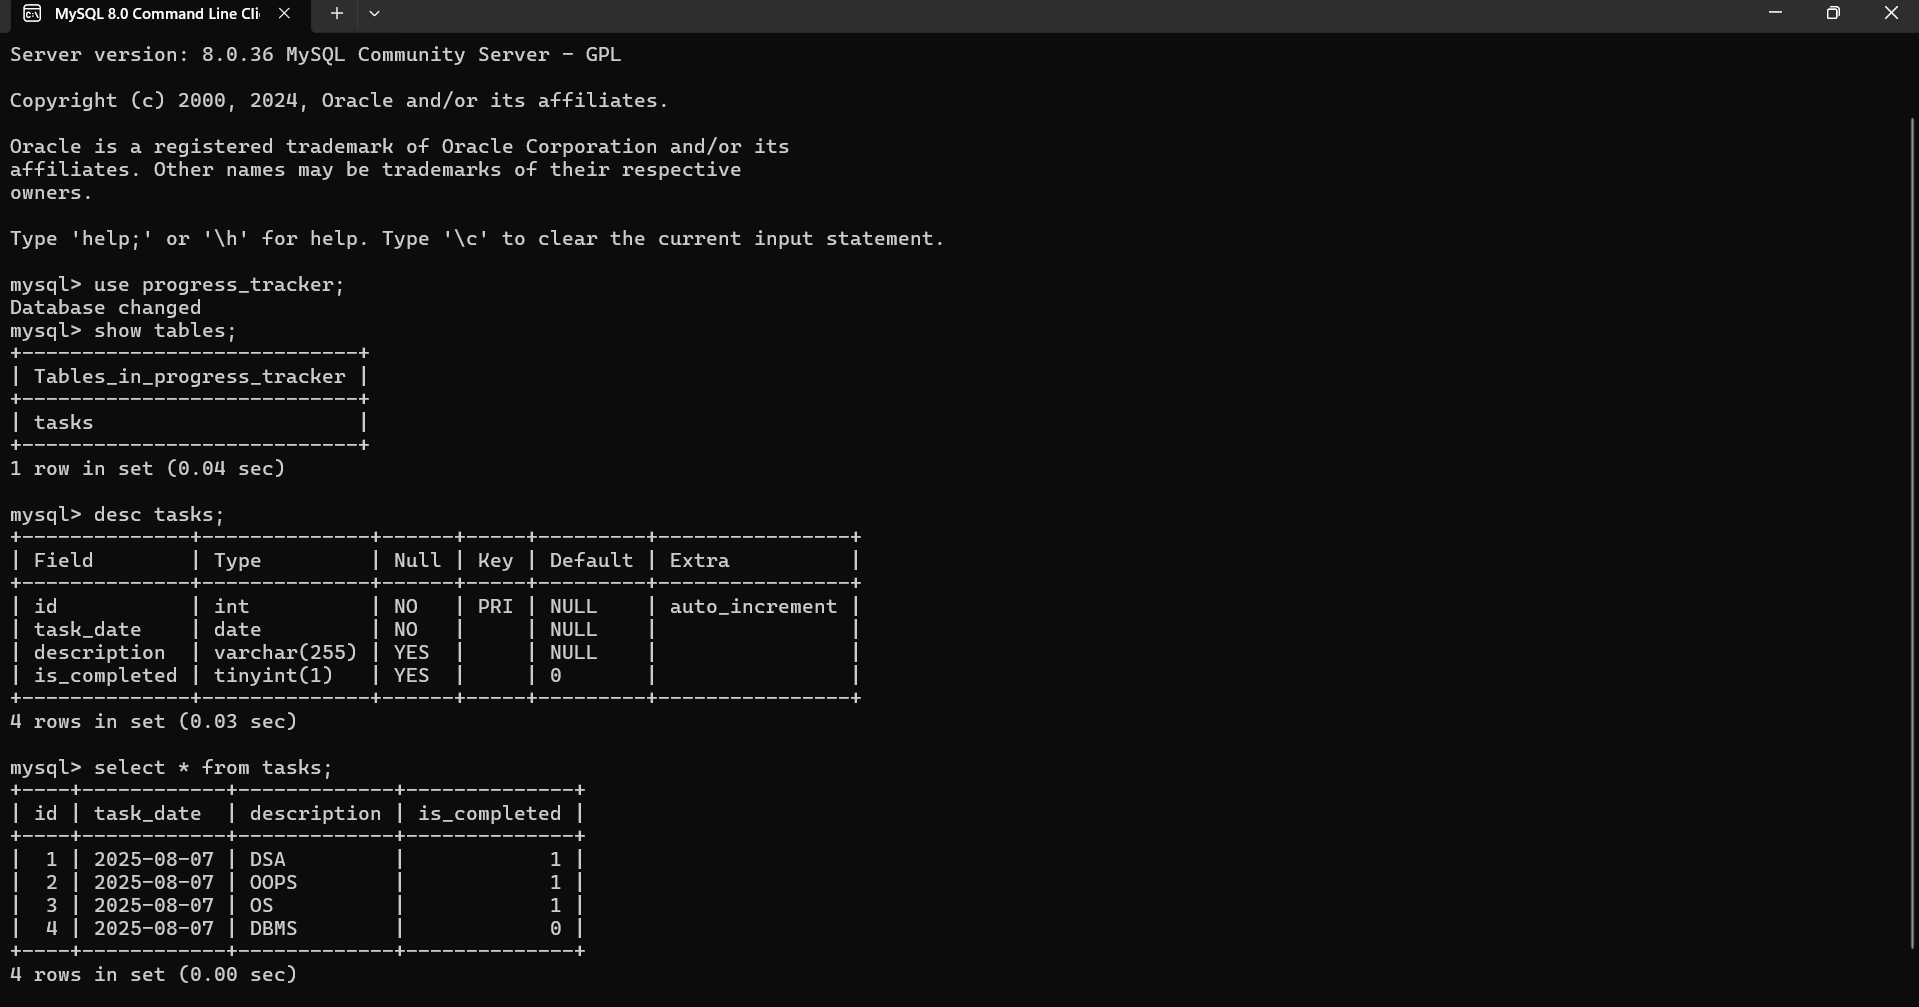 MySQL 8.0 Command Line Cli
Server version: 8.0.36 MySQL Community Server - GPL
Copyright (c) 2000, 2024, Oracle and/or its affiliates.
Oracle is a registered trademark of Oracle Corporation and/or its
affiliates. Other names may be trademarks of their respective
owners.
Type 'help;' or '\h' for help. Type '\c' to clear the current input statement.
mysql> use progress_tracker;
Database changed
mysql> show tables;
+----------------------------+
| Tables_in_progress_tracker |
+----------------------------+
| tasks                      |
+----------------------------+
1 row in set (0.04 sec)
mysql> desc tasks;
+--------------+--------------+------+-----+---------+----------------+
| Field        | Type         | Null | Key | Default | Extra          |
+--------------+--------------+------+-----+---------+----------------+
| id           | int          | NO   | PRI | NULL    | auto_increment |
| task_date    | date         | NO   |     | NULL    |                |
| description  | varchar(255) | YES  |     | NULL    |                |
| is_completed | tinyint(1)   | YES  |     | 0       |                |
+--------------+--------------+------+-----+---------+----------------+
4 rows in set (0.03 sec)
mysql> select * from tasks;
+----+------------+-------------+--------------+
| id | task_date  | description | is_completed |
+----+------------+-------------+--------------+
|  1 | 2025-08-07 | DSA         |            1 |
|  2 | 2025-08-07 | OOPS        |            1 |
|  3 | 2025-08-07 | OS          |            1 |
|  4 | 2025-08-07 | DBMS        |            0 |
+----+------------+-------------+--------------+
4 rows in set (0.00 sec)